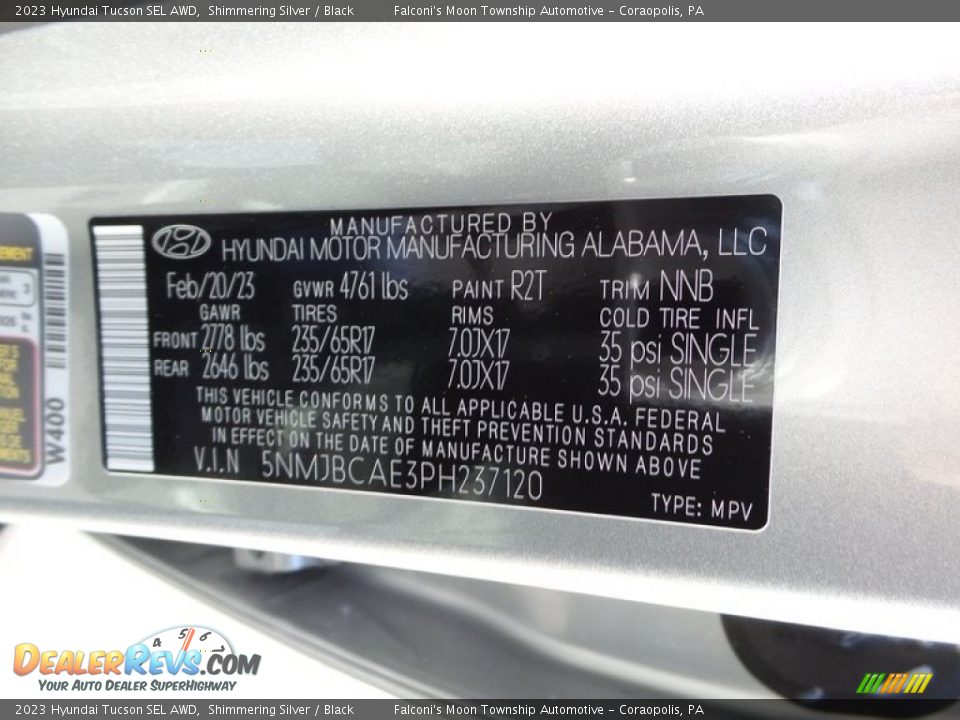 2023 Hyundai Tucson SEL AWD, Shimmering Silver / Black Falconi's Moon Township Automotive - Coraopolis, PA
MANUFACTURED BY
HYUNDAI MOTOR MANUFACTURING ALABAMA, LLC
Feb/20/23 GVWR 4761 lbs PAINT R2T TRIM NNB
GAWR TIRES RIMS COLD TIRE INFL
FRONT 2778 lbs 235/65R17 7.0JX17 35 psi SINGLE
REAR 2646 lbs 235/65R17 7.0JX17 35 psi SINGLE
THIS VEHICLE CONFORMS TO ALL APPLICABLE U.S.A. FEDERAL
MOTOR VEHICLE SAFETY AND THEFT PREVENTION STANDARDS
IN EFFECT ON THE DATE OF MANUFACTURE SHOWN ABOVE
V.I.N 5NMJBCAE3PH237120
TYPE: MPV
W400
4 5 6
DEALERREVS.COM
YOUR AUTO DEALER SUPERHIGHWAY
2023 Hyundai Tucson SEL AWD, Shimmering Silver / Black Falconi's Moon Township Automotive - Coraopolis, PA